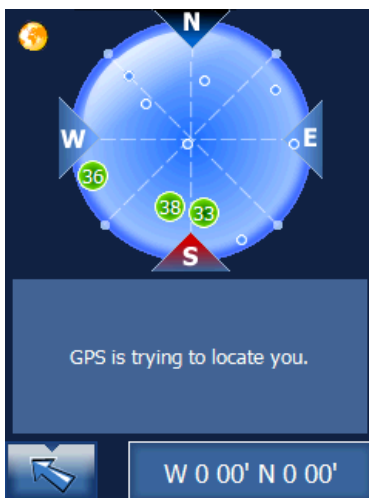 N
W
E
36
38
33
S
GPS is trying to locate you.
W 0 00' N 0 00'